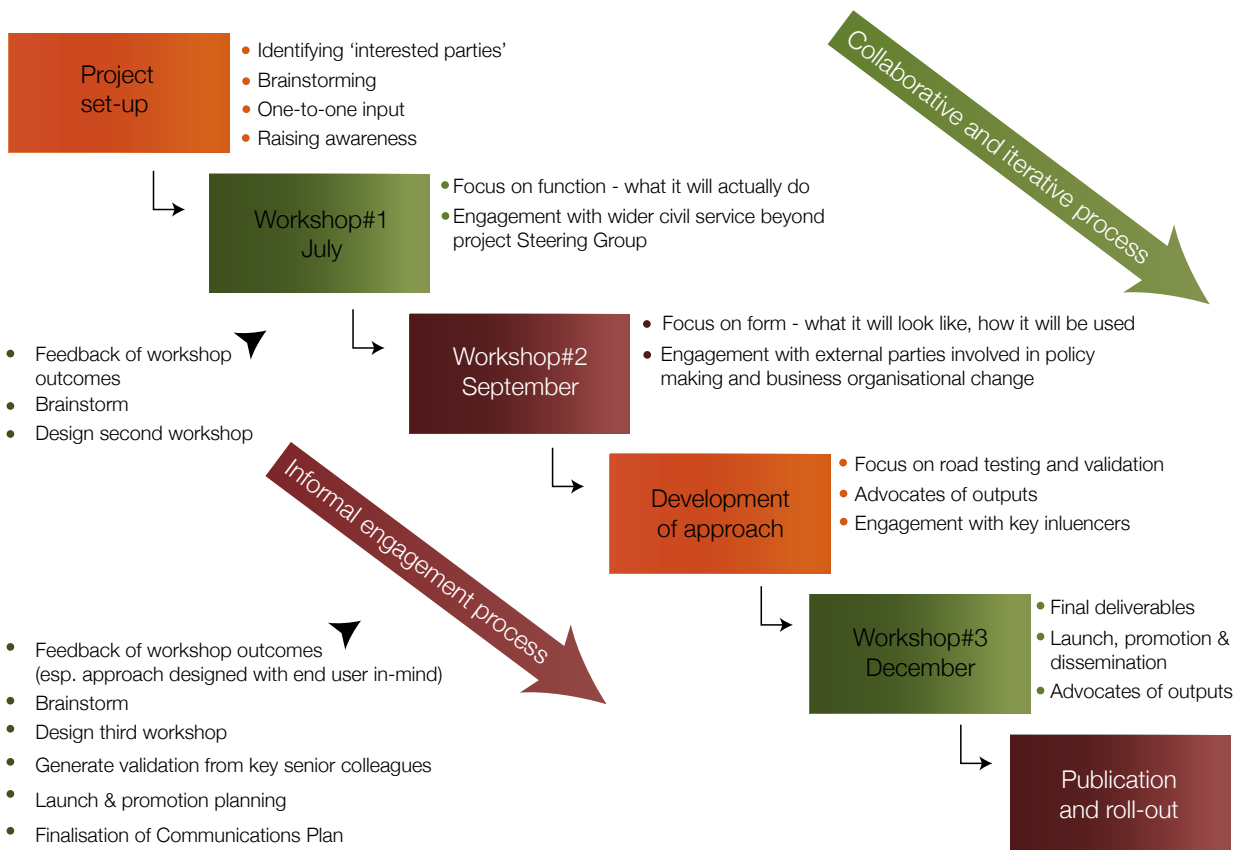 Project
set-up
• Identifying ‘interested parties’
• Brainstorming
• One-to-one input
• Raising awareness
Collaborative and iterative process
Workshop#1
July
• Focus on function - what it will actually do
• Engagement with wider civil service beyond
project Steering Group
• Feedback of workshop
outcomes
• Brainstorm
• Design second workshop
Workshop#2
September
• Focus on form - what it will look like, how it will be used
• Engagement with external parties involved in policy
making and business organisational change
Informal engagement process
Development
of approach
• Focus on road testing and validation
• Advocates of outputs
• Engagement with key inluencers
• Feedback of workshop outcomes
(esp. approach designed with end user in-mind)
• Brainstorm
• Design third workshop
• Generate validation from key senior colleagues
• Launch & promotion planning
• Finalisation of Communications Plan
Workshop#3
December
• Final deliverables
• Launch, promotion &
dissemination
• Advocates of outputs
Publication
and roll-out